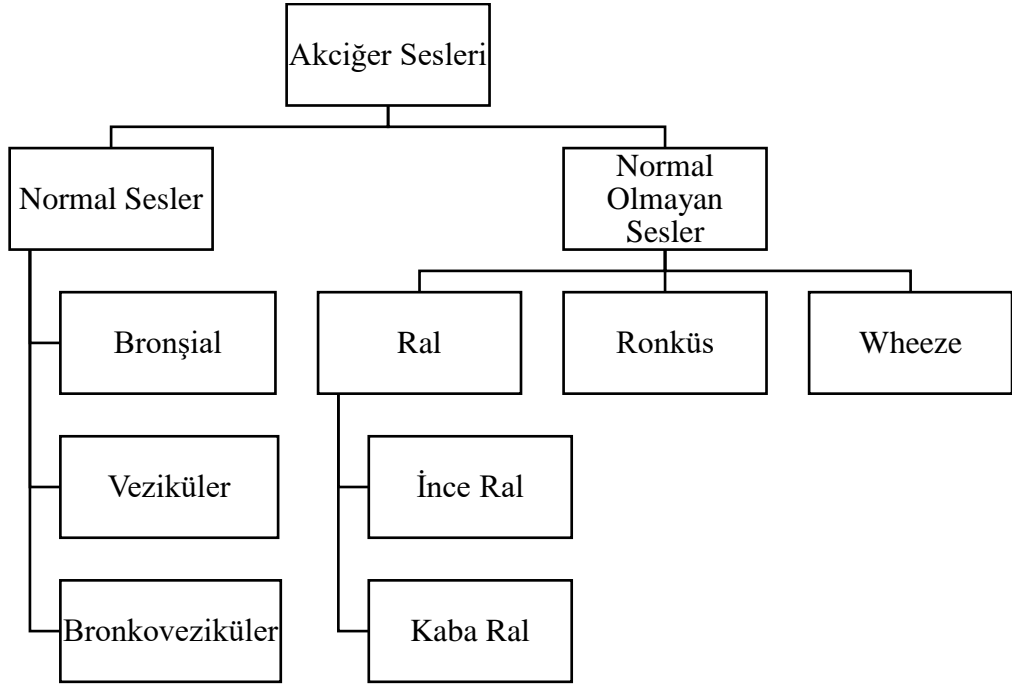 Akciğer Sesleri
Normal Sesler
Normal
Olmayan
Sesler
Bronşial
Ral
Ronküs
Wheeze
Veziküler
İnce Ral
Bronkoveziküler
Kaba Ral